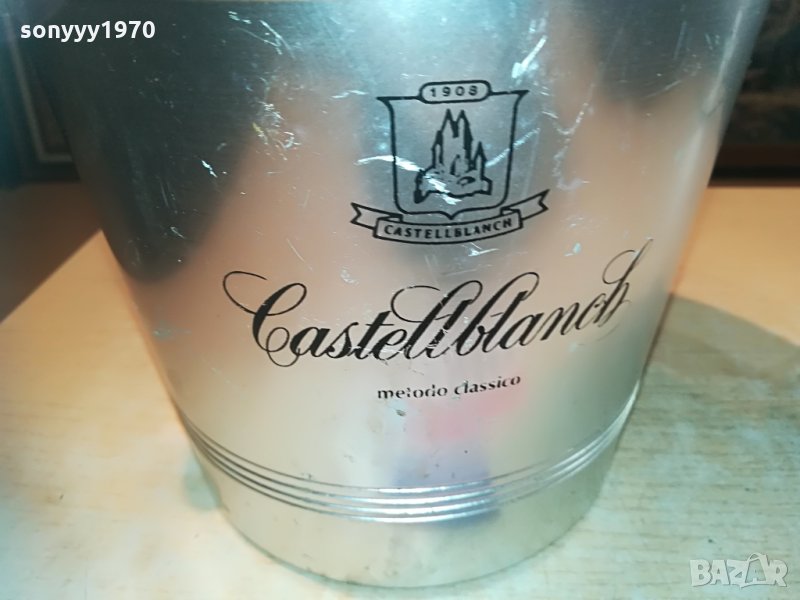 sonyyy1970
1908
CASTELLBLANCH
Castellblanch
metodo classico
BAZAR